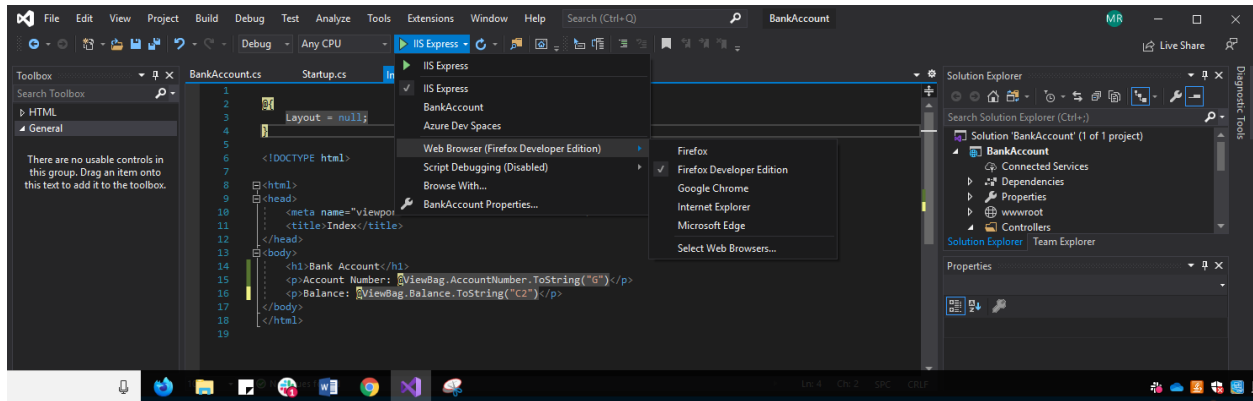 File Edit View Project Build Debug Test Analyze Tools Extensions Window Help Search (Ctrl+Q) BankAccount MR
Debug Any CPU IIS Express Live Share
Toolbox
Search Toolbox
HTML
General
There are no usable controls in
this group. Drag an item onto
this text to add it to the toolbox.
BankAccount.cs Startup.cs In
1
2 @{
3 Layout = null;
4 }
5
6 <!DOCTYPE html>
7
8 <html>
9 <head>
10 <meta name="viewpor
11 <title>Index</title>
12 </head>
13 <body>
14 <h1>Bank Account</h1>
15 <p>Account Number: @ViewBag.AccountNumber.ToString("G")</p>
16 <p>Balance: @ViewBag.Balance.ToString("C2")</p>
17 </body>
18 </html>
19
IIS Express
IIS Express
BankAccount
Azure Dev Spaces
Web Browser (Firefox Developer Edition)
Script Debugging (Disabled)
Browse With...
BankAccount Properties...
Firefox
Firefox Developer Edition
Google Chrome
Internet Explorer
Microsoft Edge
Select Web Browsers...
Solution Explorer
Search Solution Explorer (Ctrl+;)
Solution 'BankAccount' (1 of 1 project)
BankAccount
Connected Services
Dependencies
Properties
wwwroot
Controllers
Solution Explorer Team Explorer
Properties
Diagnostic Tools
Ln: 4 Ch: 2 SPC CRLF